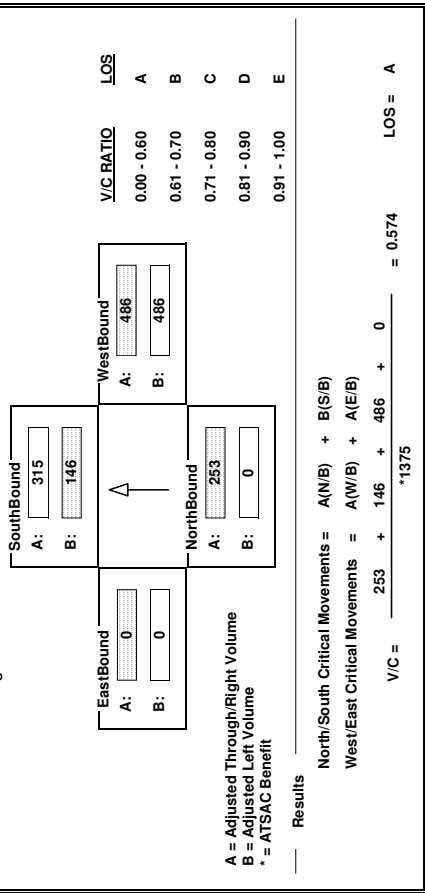 SouthBound
A: 315
B: 146
EastBound
A: 0
B: 0
WestBound
A: 486
B: 486
NorthBound
A: 253
B: 0
V/C RATIO LOS
0.00 - 0.60 A
0.61 - 0.70 B
0.71 - 0.80 C
0.81 - 0.90 D
0.91 - 1.00 E
A = Adjusted Through/Right Volume
B = Adjusted Left Volume
* = ATSAC Benefit
Results
North/South Critical Movements = A(N/B) + B(S/B)
West/East Critical Movements = A(W/B) + A(E/B)
V/C = 253 + 146 + 486 + 0 = 0.574 LOS = A
*1375